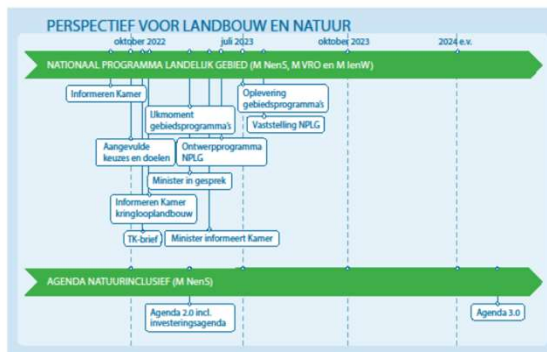 PERSPECTIEF VOOR LANDBOUW EN NATUUR
oktober 2022
juli 2023
oktober 2023
2024 e.v.
NATIONAAL PROGRAMMA LANDELIJK GEBIED (M NenS, M VRO en M IenW)
Informeren Kamer
IJkmoment
gebiedsprogramma's
Oplevering
gebiedsprogramma's
Vaststelling NPLG
Aangevulde
keuzes en doelen
Ontwerpprogramma
NPLG
Minister in gesprek
Informeren Kamer
kringlooplandbouw
TK-brief
Minister informeert Kamer
AGENDA NATUURINCLUSIEF (M NenS)
Agenda 2.0 incl.
investeringsagenda
Agenda 3.0